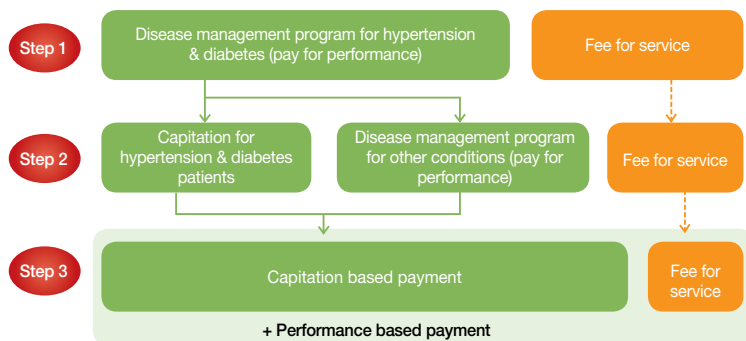 Step 1
Disease management program for hypertension
& diabetes (pay for performance)
Fee for service
Step 2
Capitation for
hypertension & diabetes
patients
Disease management program
for other conditions (pay for
performance)
Fee for service
Step 3
Capitation based payment
Fee for
service
+ Performance based payment